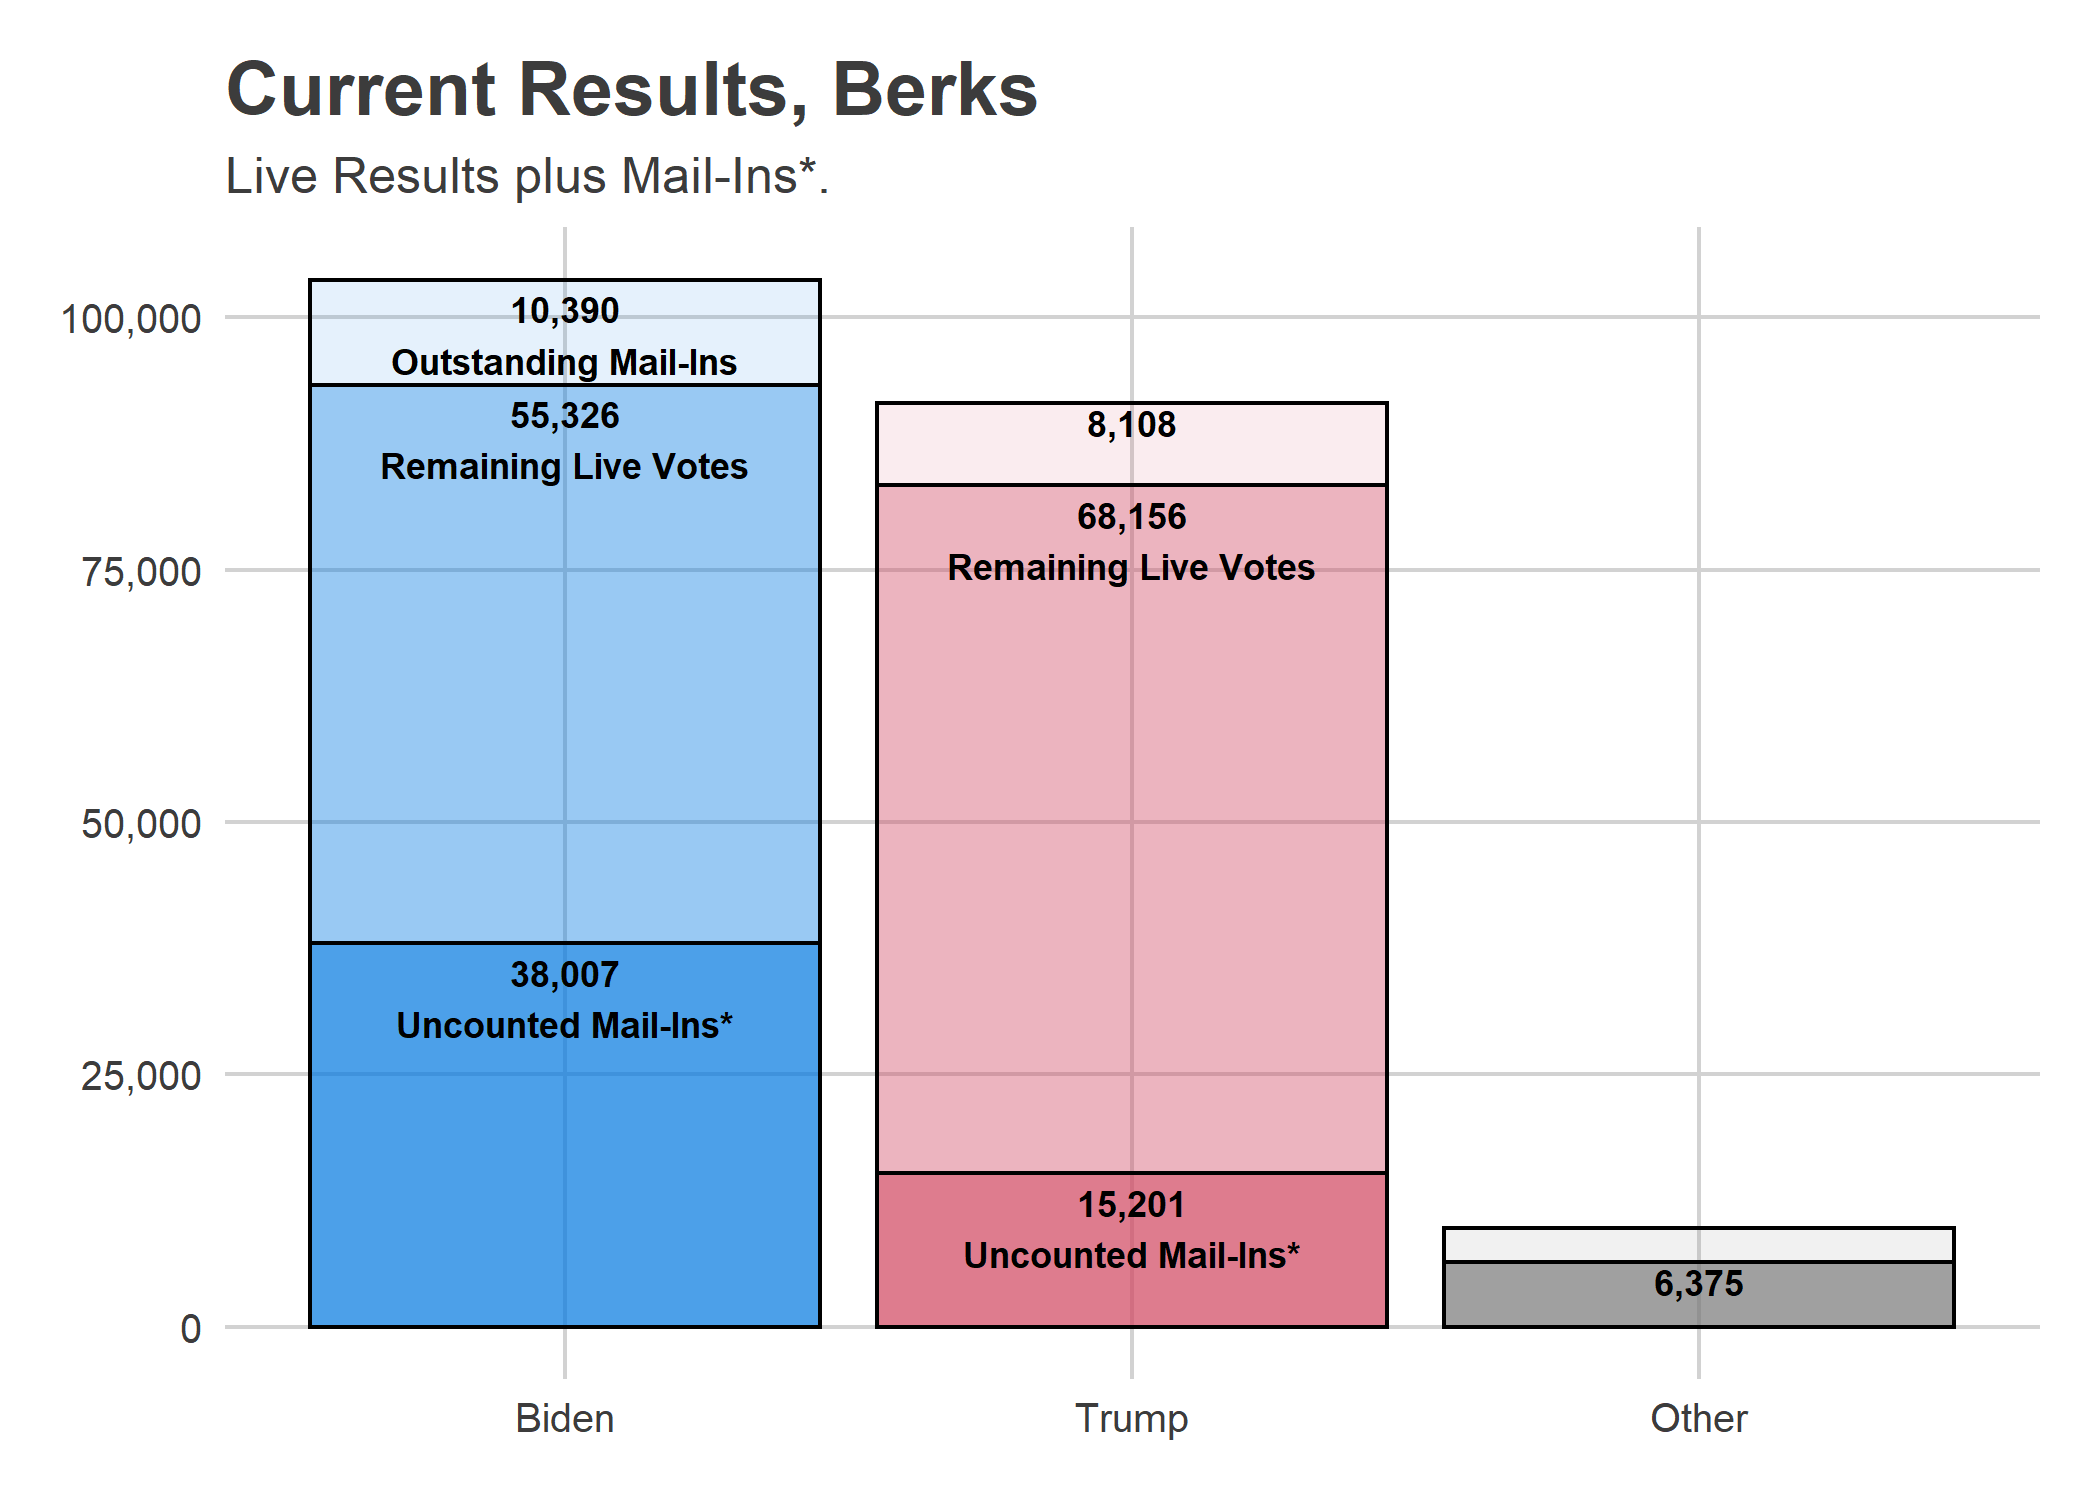 Current Results, Berks
Live Results plus Mail-Ins*.
100,000
75,000
50,000
25,000
0
10,390
Outstanding Mail-Ins
55,326
Remaining Live Votes
38,007
Uncounted Mail-Ins*
8,108
68,156
Remaining Live Votes
15,201
Uncounted Mail-Ins*
6,375
Biden
Trump
Other